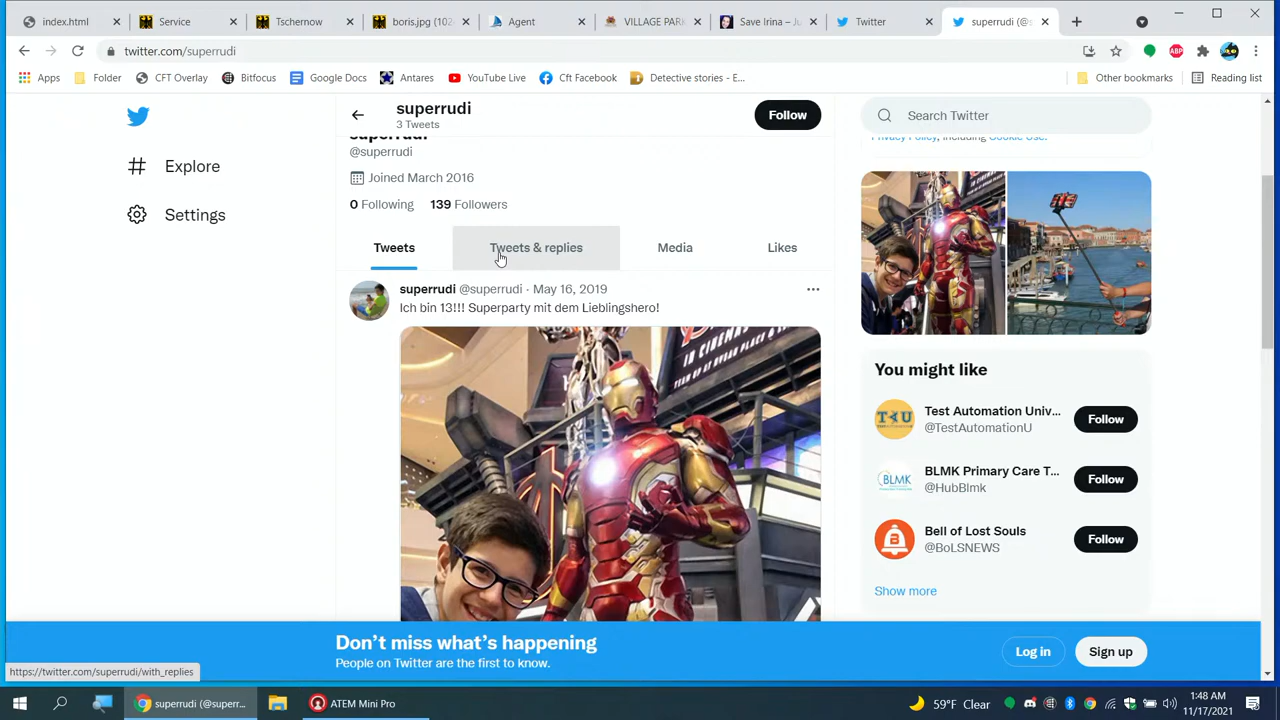 index.html
Service
Tschernow
boris.jpg (102
Agent
VILLAGE PARK
Save Irina – Ju
Twitter
superrudi (@s
twitter.com/superrudi
Apps
Folder
CFT Overlay
Bitfocus
Google Docs
Antares
YouTube Live
Cft Facebook
Detective stories - E...
Other bookmarks
Reading list
superrudi
3 Tweets
Follow
Search Twitter
Explore
Settings
superrudi
@superrudi
Joined March 2016
0 Following 139 Followers
Privacy Policy, including Cookie Use.
Tweets
Tweets & replies
Media
Likes
superrudi @superrudi · May 16, 2019
Ich bin 13!!! Superparty mit dem Lieblingshero!
You might like
Test Automation Univ...
@TestAutomationU
Follow
BLMK Primary Care T...
@HubBlmk
Follow
Bell of Lost Souls
@BoLSNEWS
Follow
Show more
Don’t miss what’s happening
People on Twitter are the first to know.
Log in
Sign up
https://twitter.com/superrudi/with_replies
superrudi (@superr...
ATEM Mini Pro
59°F Clear
1:48 AM
11/17/2021